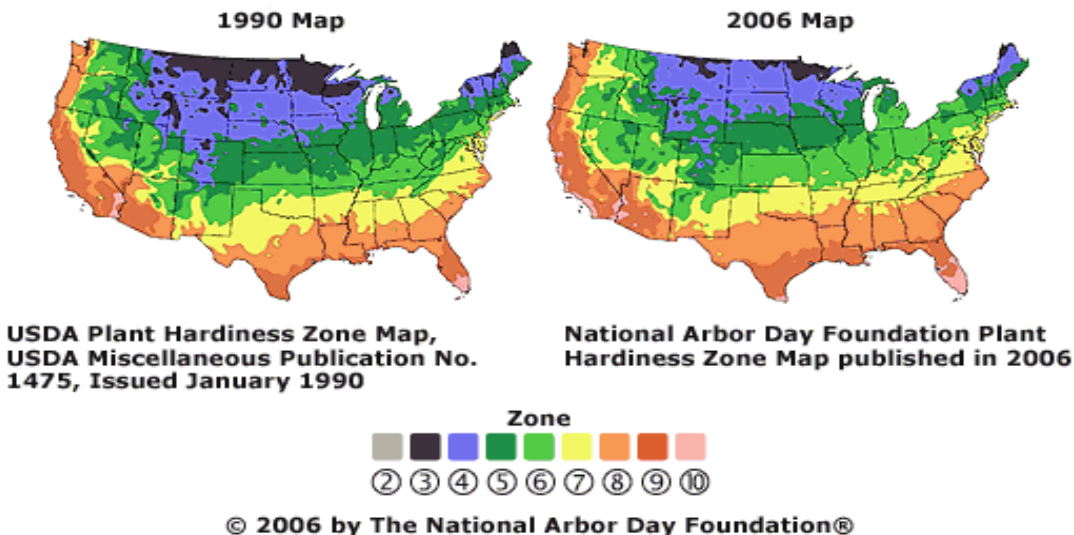 1990 Map
2006 Map
USDA Plant Hardiness Zone Map,
USDA Miscellaneous Publication No.
1475, Issued January 1990
National Arbor Day Foundation Plant
Hardiness Zone Map published in 2006
Zone
② ③ ④ ⑤ ⑥ ⑦ ⑧ ⑨ ⑩
© 2006 by The National Arbor Day Foundation®